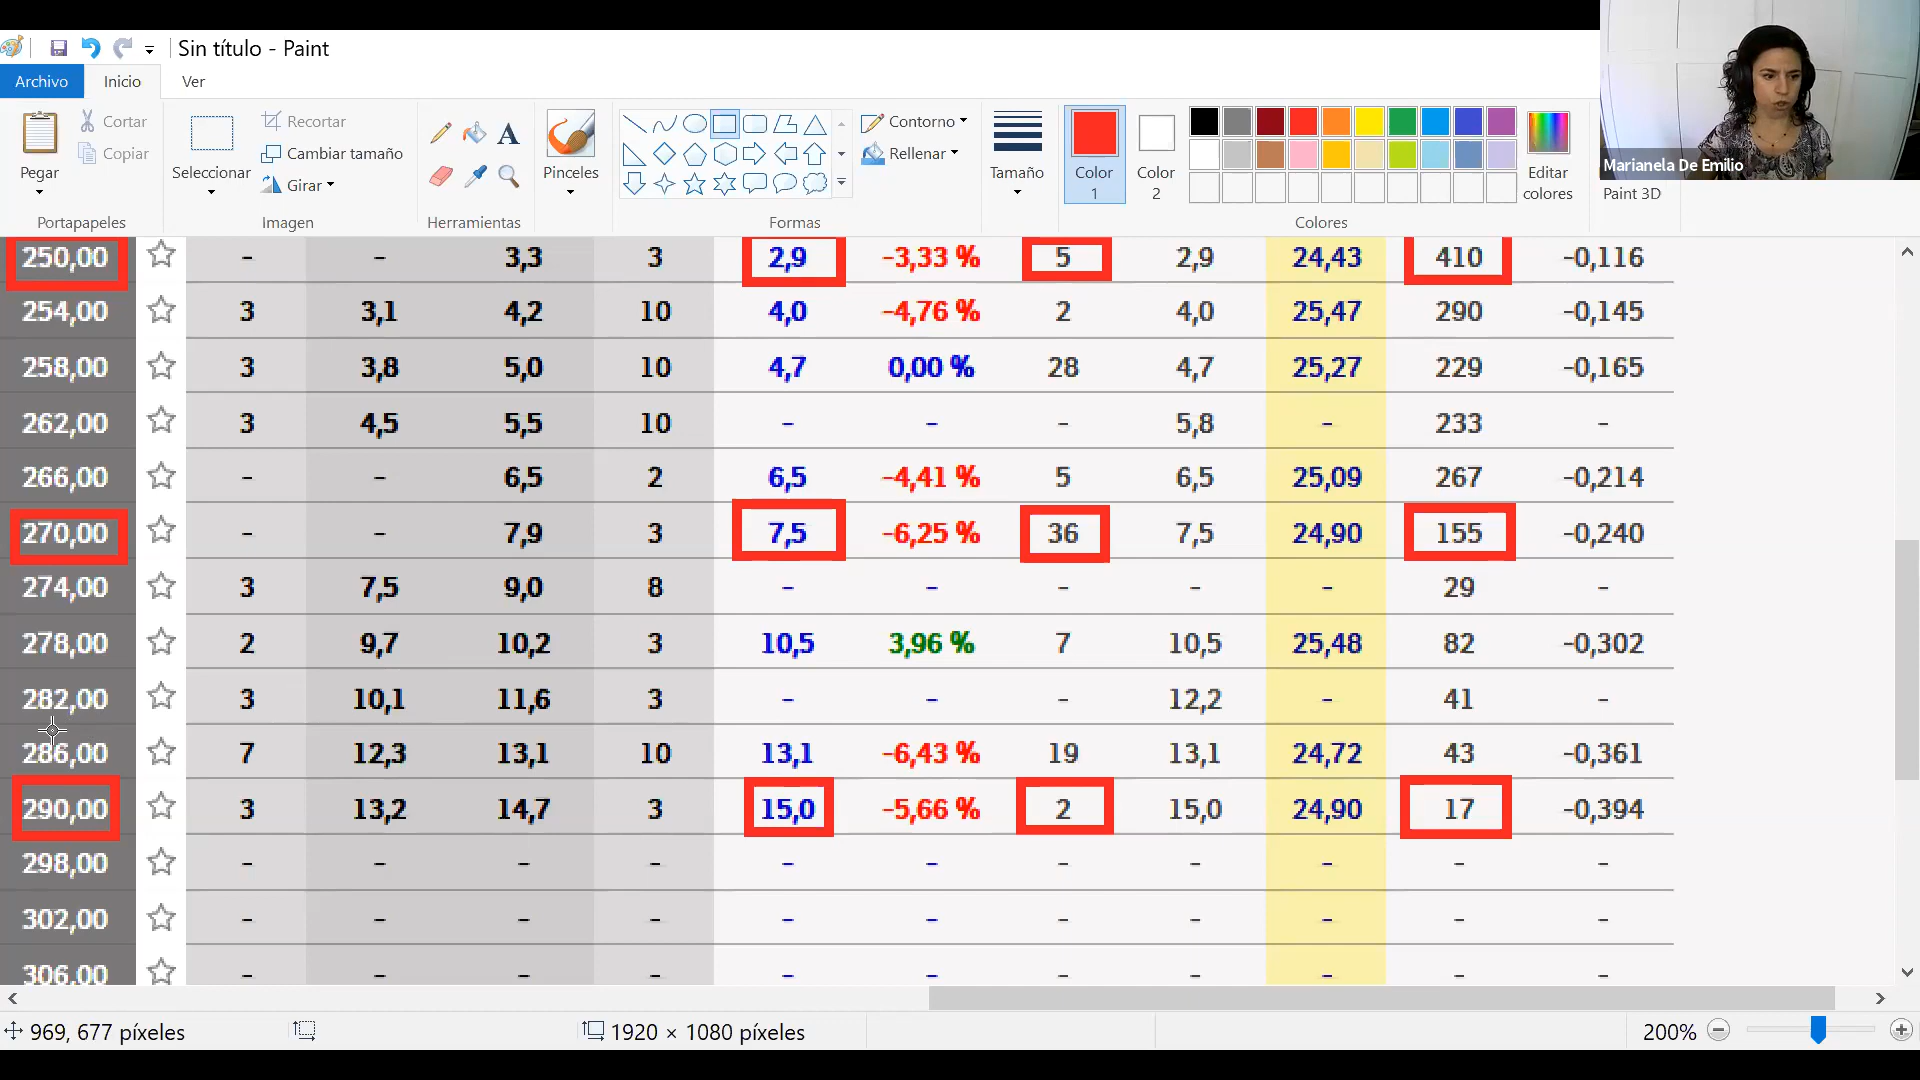 Sin título - Paint
Archivo Inicio Ver
Pegar Cortar Copiar Portapapeles
Seleccionar Recortar Cambiar tamaño Girar Imagen
A Herramientas
Pinceles
Formas
Contorno Rellenar
Tamaño
Color 1 Color 2 Colores
Editar colores
Paint 3D
Marianela De Emilio
250,00 - - 3,3 3 2,9 -3,33 % 5 2,9 24,43 410 -0,116
254,00 3 3,1 4,2 10 4,0 -4,76 % 2 4,0 25,47 290 -0,145
258,00 3 3,8 5,0 10 4,7 0,00 % 28 4,7 25,27 229 -0,165
262,00 3 4,5 5,5 10 - - - 5,8 - 233 -
266,00 - - 6,5 2 6,5 -4,41 % 5 6,5 25,09 267 -0,214
270,00 - - 7,9 3 7,5 -6,25 % 36 7,5 24,90 155 -0,240
274,00 3 7,5 9,0 8 - - - - - 29 -
278,00 2 9,7 10,2 3 10,5 3,96 % 7 10,5 25,48 82 -0,302
282,00 3 10,1 11,6 3 - - - 12,2 - 41 -
286,00 7 12,3 13,1 10 13,1 -6,43 % 19 13,1 24,72 43 -0,361
290,00 3 13,2 14,7 3 15,0 -5,66 % 2 15,0 24,90 17 -0,394
298,00 - - - - - - - - - - -
302,00 - - - - - - - - - - -
306,00 - - - - - - - - - - -
969, 677 píxeles 1920 × 1080 píxeles 200%